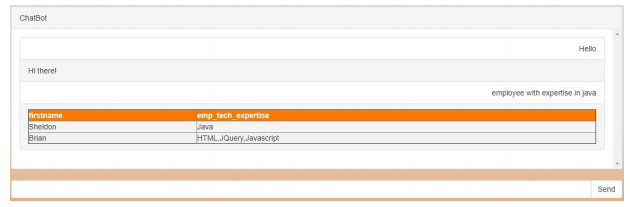 ChatBot
Hello
Hi there!
employee with expertise in java
firstname emp_tech_expertise
Sheldon Java
Brian HTML,JQuery,Javascript
Send